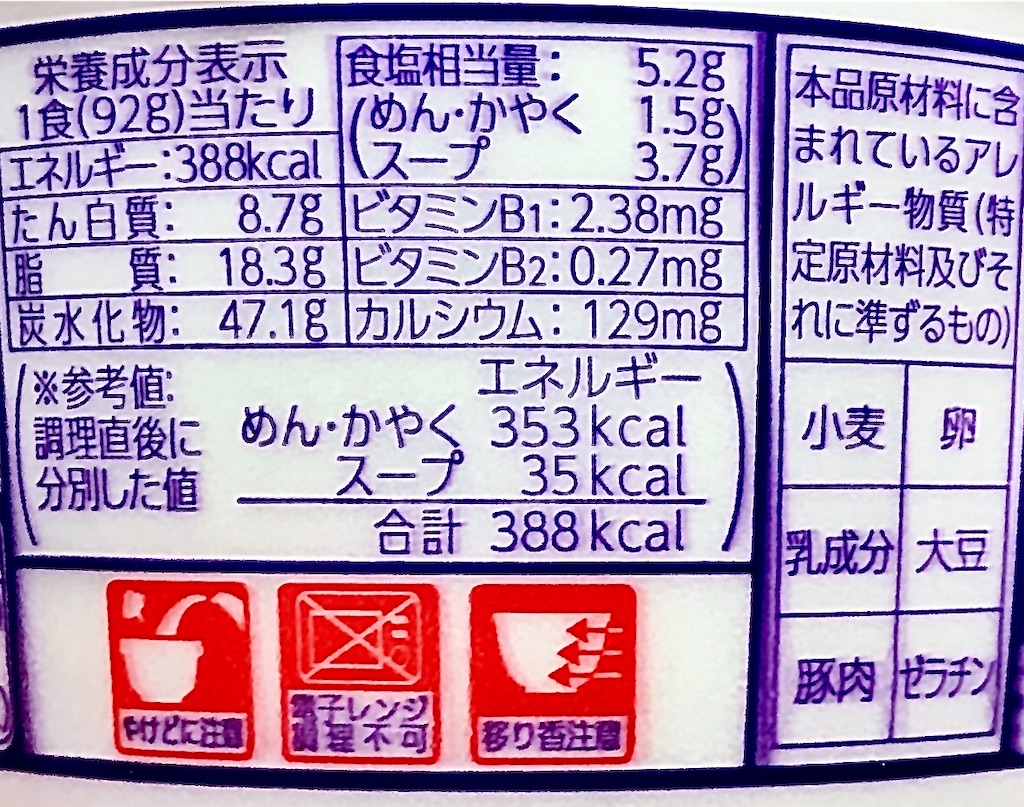 栄養成分表示
1食(92g)当たり
エネルギー:388kcal
たん白質: 8.7g
脂 質: 18.3g
炭水化物: 47.1g
食塩相当量: 5.2g
(めん・かやく 1.5g
スープ 3.7g)
ビタミンB1:2.38mg
ビタミンB2:0.27mg
カルシウム:129mg
※参考値:
調理直後に
分別した値
エネルギー
めん・かやく 353kcal
スープ 35kcal
合計 388kcal
やけどに注意
電子レンジ
調理不可
移り香注意
本品原材料に含
まれているアレ
ルギー物質(特
定原材料及びそ
れに準ずるもの)
小麦 卵
乳成分 大豆
豚肉 ゼラチン